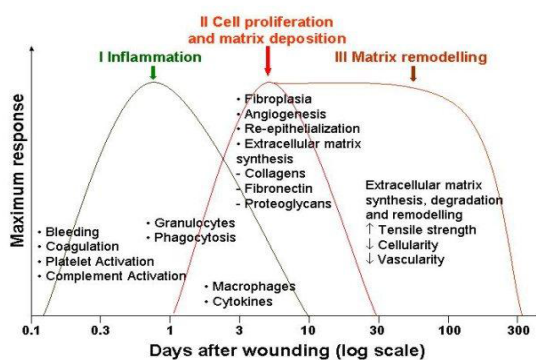 II Cell proliferation
and matrix deposition
I Inflammation
III Matrix remodelling
Maximum response
• Fibroplasia
• Angiogenesis
• Re-epithelialization
• Extracellular matrix
synthesis
- Collagens
- Fibronectin
- Proteoglycans
Extracellular matrix
synthesis, degradation
and remodelling
↑ Tensile strength
↓ Cellularity
↓ Vascularity
• Bleeding
• Coagulation
• Platelet Activation
• Complement Activation
• Granulocytes
• Phagocytosis
• Macrophages
• Cytokines
0.1 0.3 1 3 10 30 100 300
Days after wounding (log scale)